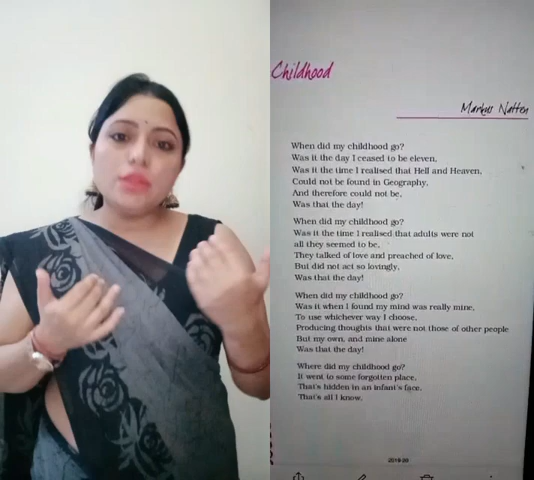 Childhood
Markus Natten
When did my childhood go?
Was it the day I ceased to be eleven,
Was it the time I realised that Hell and Heaven,
Could not be found in Geography,
And therefore could not be,
Was that the day!
When did my childhood go?
Was it the time I realised that adults were not
all they seemed to be,
They talked of love and preached of love,
But did not act so lovingly,
Was that the day!
When did my childhood go?
Was it when I found my mind was really mine,
To use whichever way I choose,
Producing thoughts that were not those of other people
But my own, and mine alone
Was that the day!
Where did my childhood go?
It went to some forgotten place,
That's hidden in an infant's face,
That's all I know.
2019-20